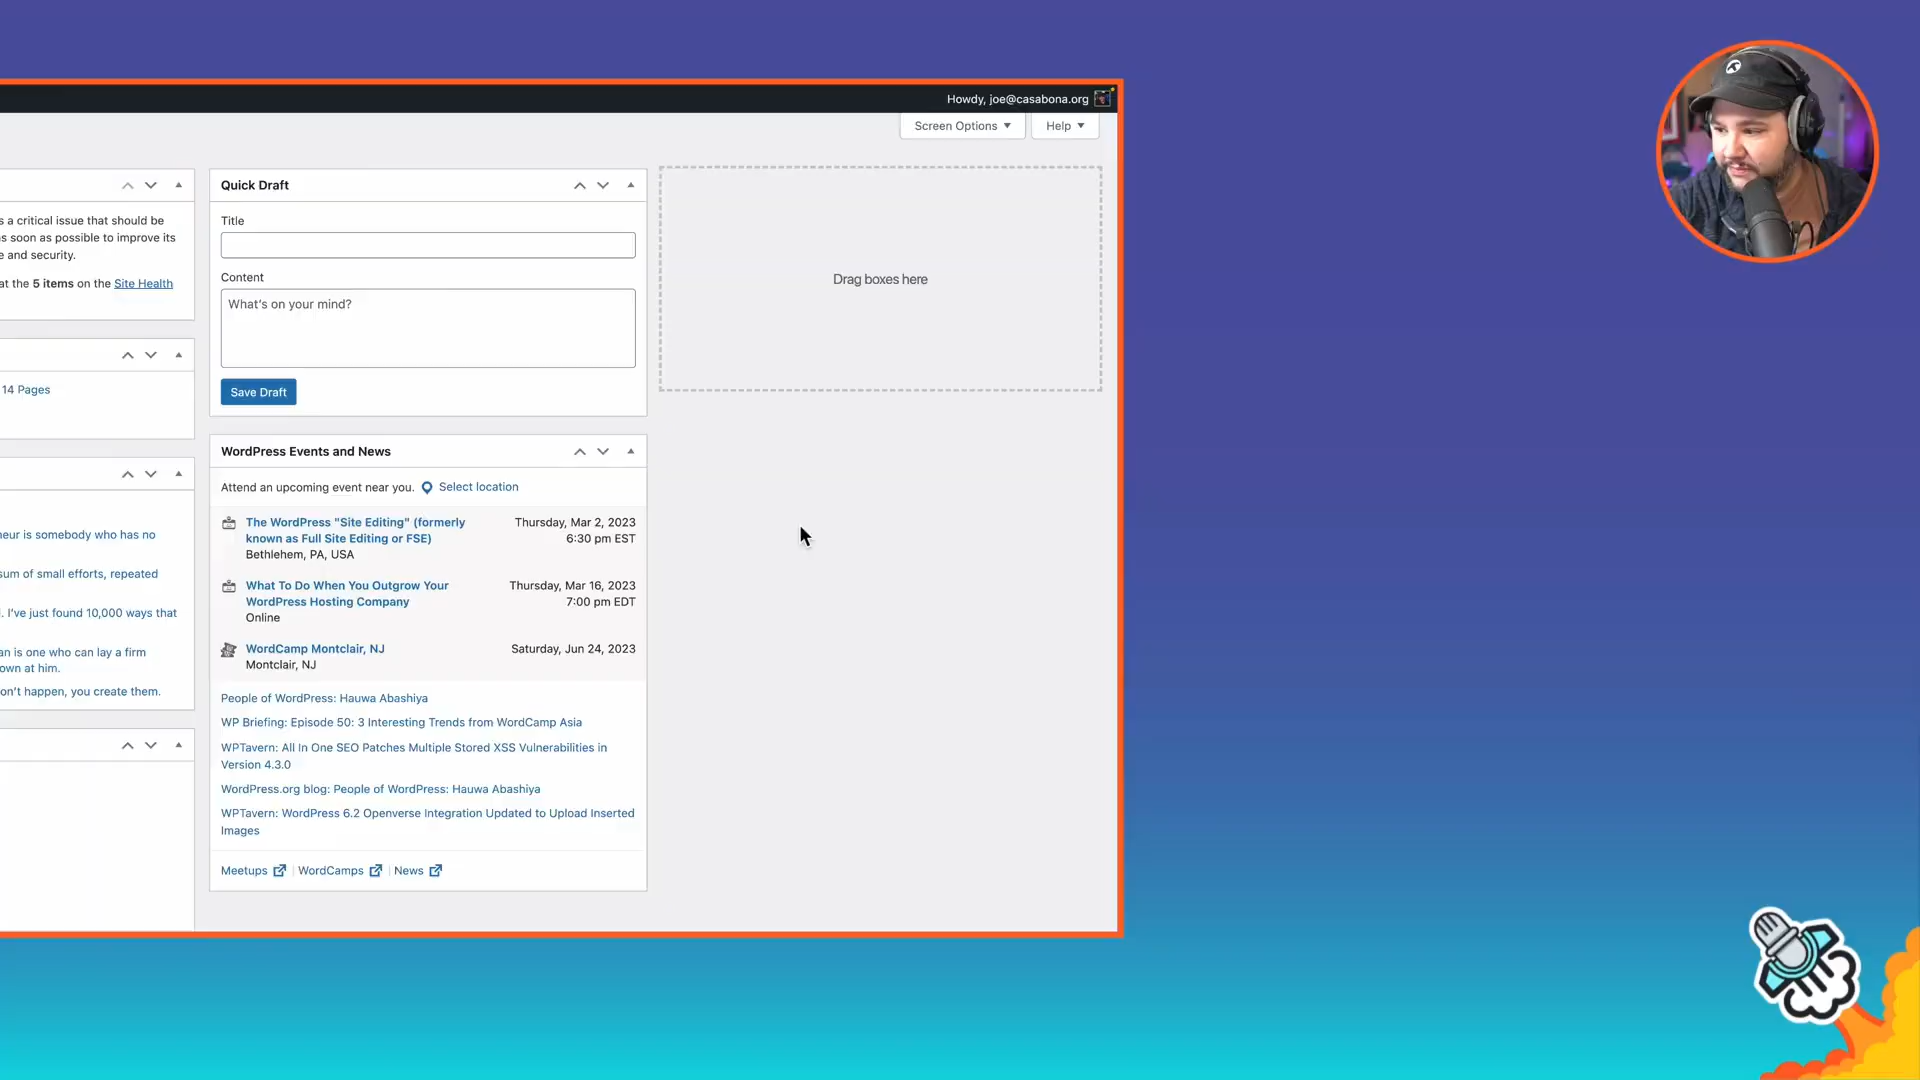 Howdy, joe@casabona.org
Screen Options
Help
s a critical issue that should be
s soon as possible to improve its
e and security.
at the 5 items on the Site Health
14 Pages
eur is somebody who has no
sum of small efforts, repeated
. I've just found 10,000 ways that
an is one who can lay a firm
own at him.
on't happen, you create them.
Quick Draft
Title
Content
What's on your mind?
Save Draft
WordPress Events and News
Attend an upcoming event near you. Select location
The WordPress "Site Editing" (formerly
known as Full Site Editing or FSE)
Bethlehem, PA, USA
Thursday, Mar 2, 2023
6:30 pm EST
What To Do When You Outgrow Your
WordPress Hosting Company
Online
Thursday, Mar 16, 2023
7:00 pm EDT
WordCamp Montclair, NJ
Montclair, NJ
Saturday, Jun 24, 2023
People of WordPress: Hauwa Abashiya
WP Briefing: Episode 50: 3 Interesting Trends from WordCamp Asia
WPTavern: All In One SEO Patches Multiple Stored XSS Vulnerabilities in
Version 4.3.0
WordPress.org blog: People of WordPress: Hauwa Abashiya
WPTavern: WordPress 6.2 Openverse Integration Updated to Upload Inserted
Images
Meetups | WordCamps | News
Drag boxes here